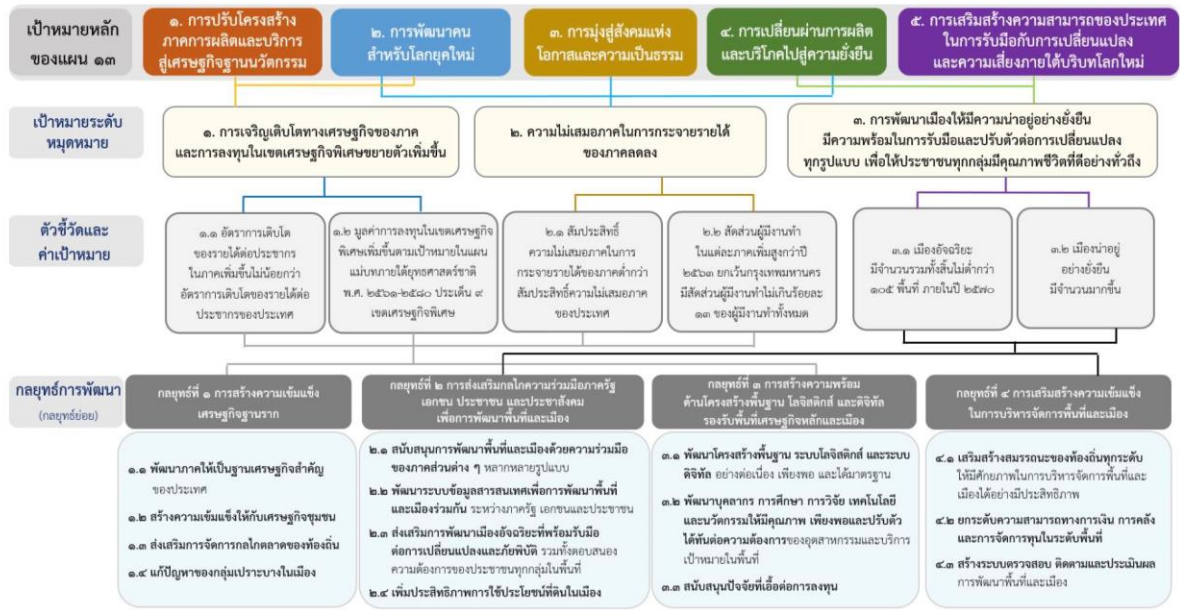 เป้าหมายหลัก
ของแผน ๑๓
๑. การปรับโครงสร้าง
ภาคการผลิตและบริการ
สู่เศรษฐกิจฐานนวัตกรรม
๒. การพัฒนาคน
สำหรับโลกยุคใหม่
๓. การมุ่งสู่สังคมแห่ง
โอกาสและความเป็นธรรม
๔. การเปลี่ยนผ่านการผลิต
และบริโภคไปสู่ความยั่งยืน
๕. การเสริมสร้างความสามารถของประเทศ
ในการรับมือกับการเปลี่ยนแปลง
และความเสี่ยงภายใต้บริบทโลกใหม่
เป้าหมายระดับ
หมุดหมาย
๑. การเจริญเติบโตทางเศรษฐกิจของภาค
และการลงทุนในเขตเศรษฐกิจพิเศษขยายตัวเพิ่มขึ้น
๒. ความไม่เสมอภาคในการกระจายรายได้
ของภาคลดลง
๓. การพัฒนาเมืองให้มีความน่าอยู่อย่างยั่งยืน
มีความพร้อมในการรับมือและปรับตัวต่อการเปลี่ยนแปลง
ทุกรูปแบบ เพื่อให้ประชาชนทุกกลุ่มมีคุณภาพชีวิตที่ดีอย่างทั่วถึง
ตัวชี้วัดและ
ค่าเป้าหมาย
๑.๑ อัตราการเติบโต
ของรายได้ต่อประชากร
ในภาคเพิ่มขึ้นไม่น้อยกว่า
อัตราการเติบโตของรายได้ต่อ
ประชากรของประเทศ
๑.๒ มูลค่าการลงทุนในเขตเศรษฐกิจ
พิเศษเพิ่มขึ้นตามเป้าหมายในแผน
แม่บทภายใต้ยุทธศาสตร์ชาติ
พ.ศ. ๒๕๖๑-๒๕๘๐ ประเด็น ๙
เขตเศรษฐกิจพิเศษ
๒.๑ สัมประสิทธิ์
ความไม่เสมอภาคในการ
กระจายรายได้ของภาคต่ำกว่า
สัมประสิทธิ์ความไม่เสมอภาค
ของประเทศ
๒.๒ สัดส่วนผู้มีงานทำ
ในแต่ละภาคเพิ่มสูงกว่าปี
๒๕๖๓ ยกเว้นกรุงเทพมหานคร
มีสัดส่วนผู้มีงานทำไม่เกินร้อยละ
๑๓ ของผู้มีงานทำทั้งหมด
๓.๑ เมืองอัจฉริยะ
มีจำนวนรวมทั้งสิ้นไม่ต่ำกว่า
๑๐๕ พื้นที่ ภายในปี ๒๕๗๐
๓.๒ เมืองน่าอยู่
อย่างยั่งยืน
มีจำนวนมากขึ้น
กลยุทธ์การพัฒนา
(กลยุทธ์ย่อย)
กลยุทธ์ที่ ๑ การสร้างความเข้มแข็ง
เศรษฐกิจฐานราก
กลยุทธ์ที่ ๒ การส่งเสริมกลไกความร่วมมือภาครัฐ
เอกชน ประชาชน และประชาสังคม
เพื่อการพัฒนาพื้นที่และเมือง
กลยุทธ์ที่ ๓ การสร้างความพร้อม
ด้านโครงสร้างพื้นฐาน โลจิสติกส์ และดิจิทัล
รองรับพื้นที่เศรษฐกิจหลักและเมือง
กลยุทธ์ที่ ๔ การเสริมสร้างความเข้มแข็ง
ในการบริหารจัดการพื้นที่และเมือง
๑.๑ พัฒนาภาคให้เป็นฐานเศรษฐกิจสำคัญ
ของประเทศ
๑.๒ สร้างความเข้มแข็งให้กับเศรษฐกิจชุมชน
๑.๓ ส่งเสริมการจัดการกลไกตลาดของท้องถิ่น
๑.๔ แก้ปัญหาของกลุ่มเปราะบางในเมือง
๒.๑ สนับสนุนการพัฒนาพื้นที่และเมืองด้วยความร่วมมือ
ของภาคส่วนต่าง ๆ หลากหลายรูปแบบ
๒.๒ พัฒนาระบบข้อมูลสารสนเทศเพื่อการพัฒนาพื้นที่
และเมืองร่วมกัน ระหว่างภาครัฐ เอกชนและประชาชน
๒.๓ ส่งเสริมการพัฒนาเมืองอัจฉริยะที่พร้อมรับมือ
ต่อการเปลี่ยนแปลงและภัยพิบัติ รวมทั้งตอบสนอง
ความต้องการของประชาชนทุกกลุ่มในพื้นที่
๒.๔ เพิ่มประสิทธิภาพการใช้ประโยชน์ที่ดินในเมือง
๓.๑ พัฒนาโครงสร้างพื้นฐาน ระบบโลจิสติกส์ และระบบ
ดิจิทัล อย่างต่อเนื่อง เพียงพอ และได้มาตรฐาน
๓.๒ พัฒนาบุคลากร การศึกษา การวิจัย เทคโนโลยี
และนวัตกรรมให้มีคุณภาพ เพียงพอและปรับตัว
ได้ทันต่อความต้องการของอุตสาหกรรมและบริการ
เป้าหมายในพื้นที่
๓.๓ สนับสนุนปัจจัยที่เอื้อต่อการลงทุน
๔.๑ เสริมสร้างสมรรถนะของท้องถิ่นทุกระดับ
ให้มีศักยภาพในการบริหารจัดการพื้นที่และ
เมืองได้อย่างมีประสิทธิภาพ
๔.๒ ยกระดับความสามารถทางการเงิน การคลัง
และการจัดการทุนในระดับพื้นที่
๔.๓ สร้างระบบตรวจสอบ ติดตามและประเมินผล
การพัฒนาพื้นที่และเมือง